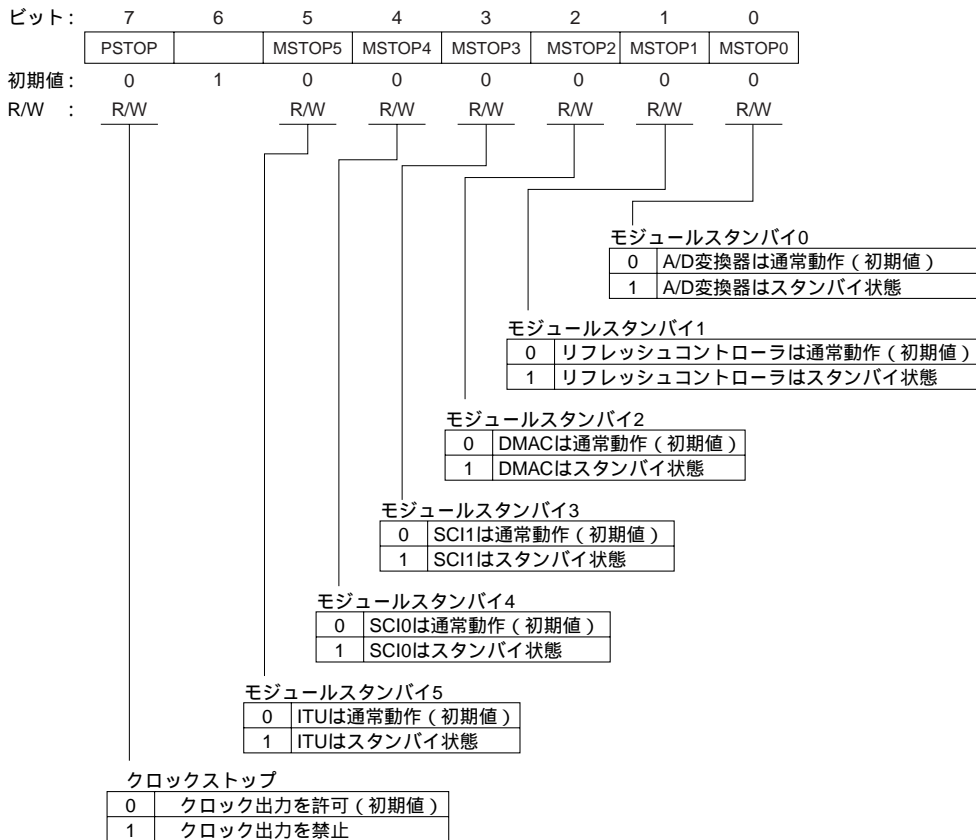 ビット: 7 6 5 4 3 2 1 0
PSTOP MSTOP5 MSTOP4 MSTOP3 MSTOP2 MSTOP1 MSTOP0
初期値: 0 1 0 0 0 0 0 0
R/W : R/W R/W R/W R/W R/W R/W R/W
モジュールスタンバイ0
0 A/D変換器は通常動作(初期値)
1 A/D変換器はスタンバイ状態
モジュールスタンバイ1
0 リフレッシュコントローラは通常動作(初期値)
1 リフレッシュコントローラはスタンバイ状態
モジュールスタンバイ2
0 DMACは通常動作(初期値)
1 DMACはスタンバイ状態
モジュールスタンバイ3
0 SCI1は通常動作(初期値)
1 SCI1はスタンバイ状態
モジュールスタンバイ4
0 SCI0は通常動作(初期値)
1 SCI0はスタンバイ状態
モジュールスタンバイ5
0 ITUは通常動作(初期値)
1 ITUはスタンバイ状態
クロックストップ
0 クロック出力を許可(初期値)
1 クロック出力を禁止